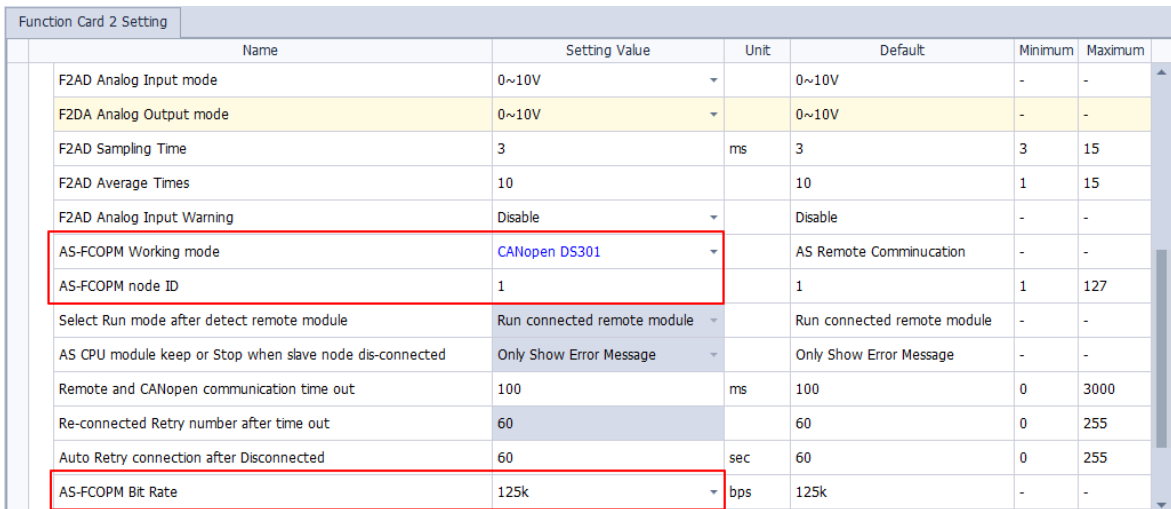 Function Card 2 Setting
Name Setting Value Unit Default Minimum Maximum
F2AD Analog Input mode 0~10V 0~10V - -
F2DA Analog Output mode 0~10V 0~10V - -
F2AD Sampling Time 3 ms 3 3 15
F2AD Average Times 10 10 1 15
F2AD Analog Input Warning Disable Disable - -
AS-FCOPM Working mode CANopen DS301 AS Remote Comminucation - -
AS-FCOPM node ID 1 1 1 127
Select Run mode after detect remote module Run connected remote module Run connected remote module - -
AS CPU module keep or Stop when slave node dis-connected Only Show Error Message Only Show Error Message - -
Remote and CANopen communication time out 100 ms 100 0 3000
Re-connected Retry number after time out 60 60 0 255
Auto Retry connection after Disconnected 60 sec 60 0 255
AS-FCOPM Bit Rate 125k bps 125k - -